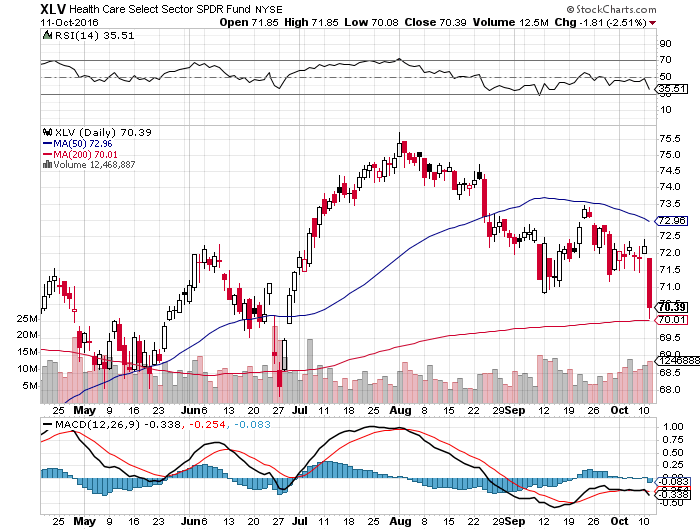 XLV Health Care Select Sector SPDR Fund NYSE © StockCharts.com
11-Oct-2016 Open 71.85 High 71.85 Low 70.08 Close 70.39 Volume 12.5M Chg -1.81 (-2.51%)
RSI(14) 35.51
90
70
50
35.51
30
10
XLV (Daily) 70.39
MA(50) 72.96
MA(200) 70.01
Volume 12,468,887
75.5
75.0
74.5
74.0
73.5
72.96
72.5
72.0
71.5
71.0
70.5
70.39
70.01
69.5
69.0
68.5
68.0
12468887
25M
20M
15M
10M
5M
25 May 9 16 23 Jun 6 13 20 27 Jul 11 18 25 Aug 8 15 22 29 Sep 12 19 26 Oct 10
MACD(12,26,9) -0.338, -0.254, -0.083
1.00
0.75
0.50
0.25
0.00
-0.083
-0.338
-0.50
25 May 9 16 23 Jun 6 13 20 27 Jul 11 18 25 Aug 8 15 22 29 Sep 12 19 26 Oct 10